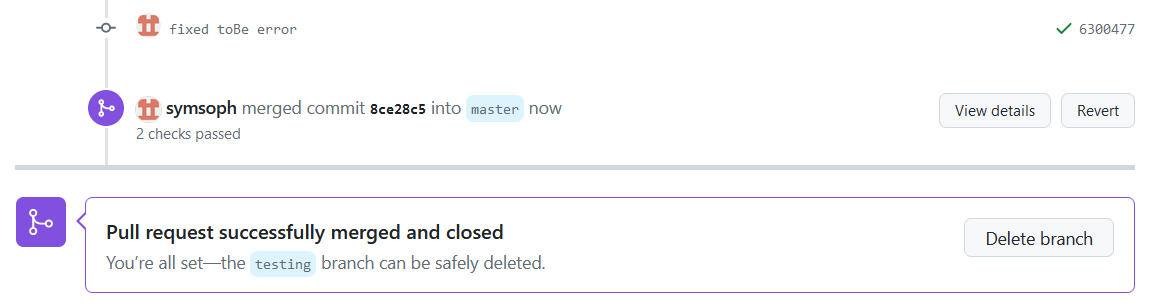 fixed toBe error 6300477
symsoph merged commit 8ce28c5 into master now View details Revert
2 checks passed
Pull request successfully merged and closed
You’re all set—the testing branch can be safely deleted.
Delete branch